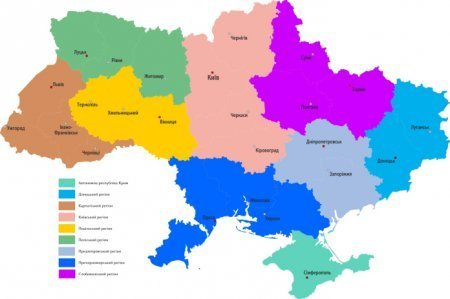 Чернігів
Суми
Луцьк
Рівне
Житомир
Київ
Львів
Харків
Полтава
Тернопіль
Хмельницький
Вінниця
Черкаси
Луганськ
Ужгород
Івано-
Франківськ
Чернівці
Кіровоград
Дніпропетровськ
Донецьк
Запоріжжя
Миколаїв
Одеса
Херсон
Сімферополь
Автономна республіка Крим
Донецький регіон
Карпатський регіон
Київський регіон
Подільський регіон
Поліський регіон
Придніпровський регіон
Причорноморський регіон
Слобожанський регіон